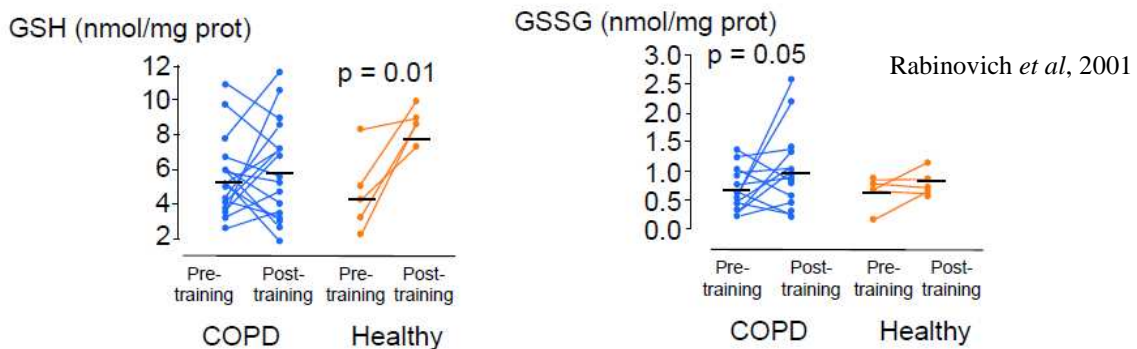 GSH (nmol/mg prot)
12
10
8
6
4
2
p = 0.01
Pre-
training
Post-
training
Pre-
training
Post-
training
COPD
Healthy
GSSG (nmol/mg prot)
3.0
2.5
2.0
1.5
1.0
0.5
0.0
p = 0.05
Pre-
training
Post-
training
Pre-
training
Post-
training
COPD
Healthy
Rabinovich et al, 2001